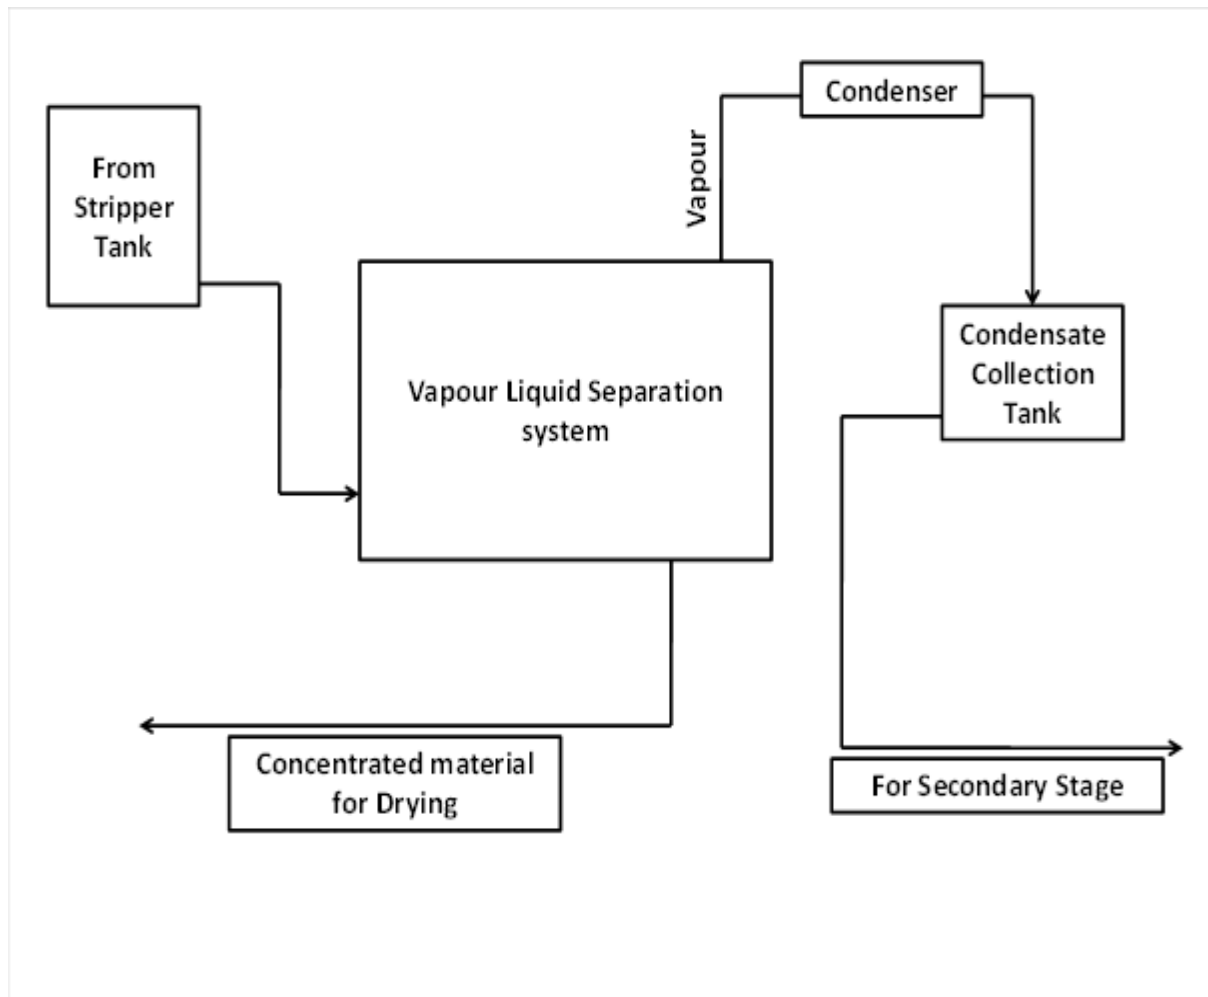 Condenser
From
Stripper
Tank
Vapour
Condensate
Collection
Tank
Vapour Liquid Separation
system
Concentrated material
for Drying
For Secondary Stage